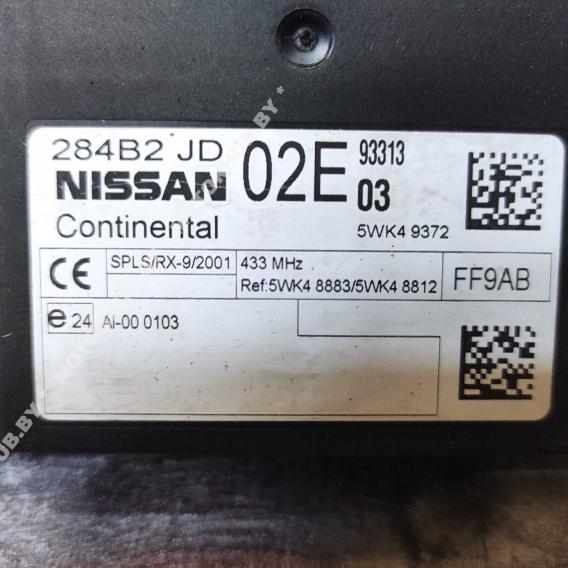 284B2 JD 02E 93313
NISSAN 03
Continental 5WK4 9372
CE SPLS/RX-9/2001 433 MHz
Ref:5WK4 8883/5WK4 8812 FF9AB
e 24 AI-00 0103